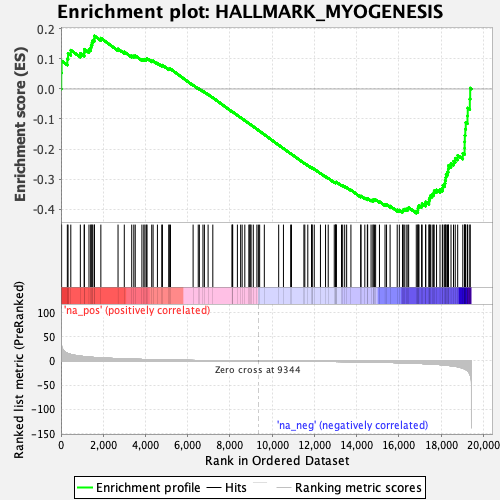 Enrichment plot: HALLMARK_MYOGENESIS
Enrichment score (ES)
0.2
0.1
0.0
-0.1
-0.2
-0.3
-0.4
'na_pos' (positively correlated)
Ranked list metric (PreRanked)
100
50
0
-50
-100
-150
Zero cross at 9344
'na_neg' (negatively correlated)
0
2,000
4,000
6,000
8,000
10,000
12,000
14,000
16,000
18,000
20,000
Rank in Ordered Dataset
Enrichment profile
Hits
Ranking metric scores